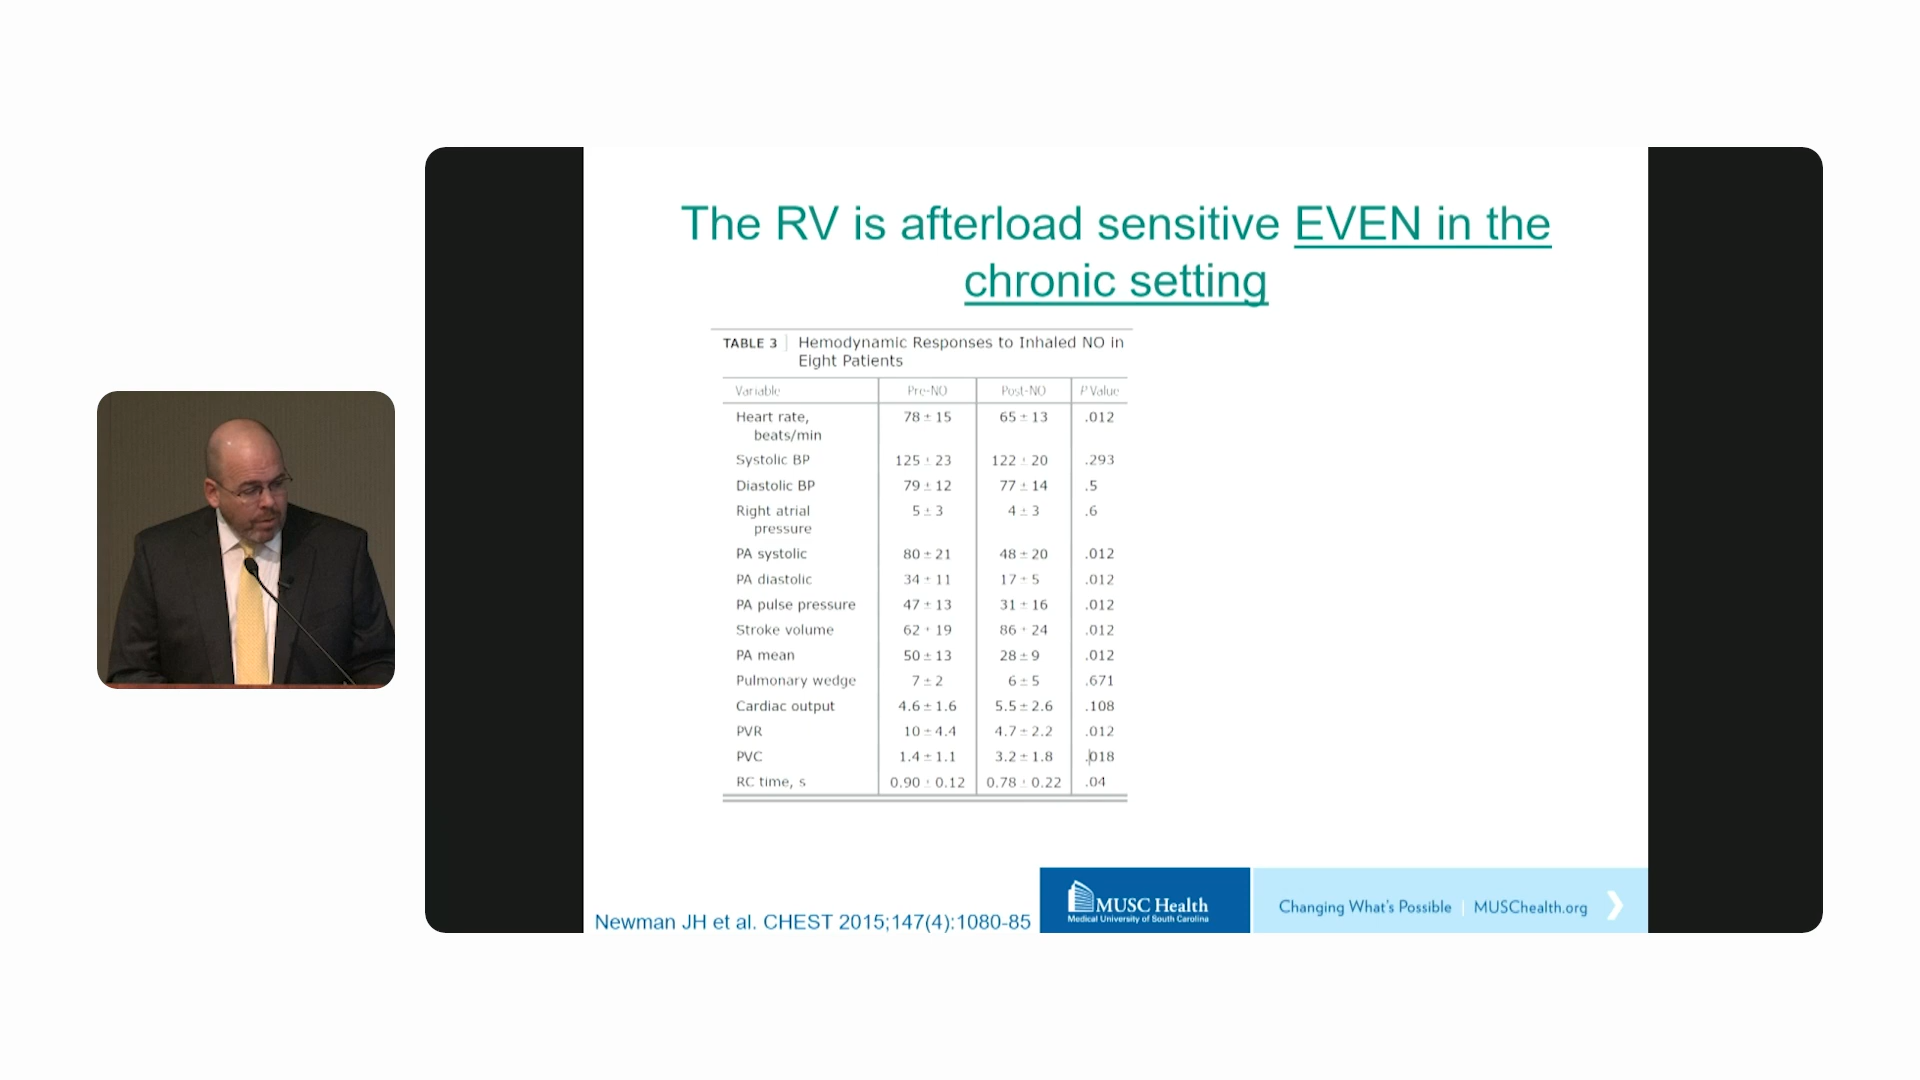 The RV is afterload sensitive EVEN in the
chronic setting
TABLE 3 | Hemodynamic Responses to Inhaled NO in
Eight Patients
Variable Pre-NO Post-NO P Value
Heart rate, 78 ± 15 65 ± 13 .012
beats/min
Systolic BP 125 ± 23 122 ± 20 .293
Diastolic BP 79 ± 12 77 ± 14 .5
Right atrial 5 ± 3 4 ± 3 .6
pressure
PA systolic 80 ± 21 48 ± 20 .012
PA diastolic 34 ± 11 17 ± 5 .012
PA pulse pressure 47 ± 13 31 ± 16 .012
Stroke volume 62 ± 19 86 ± 24 .012
PA mean 50 ± 13 28 ± 9 .012
Pulmonary wedge 7 ± 2 6 ± 5 .671
Cardiac output 4.6 ± 1.6 5.5 ± 2.6 .108
PVR 10 ± 4.4 4.7 ± 2.2 .012
PVC 1.4 ± 1.1 3.2 ± 1.8 .018
RC time, s 0.90 ± 0.12 0.78 ± 0.22 .04
Newman JH et al. CHEST 2015;147(4):1080-85
MUSC Health
Medical University of South Carolina
Changing What's Possible | MUSChealth.org